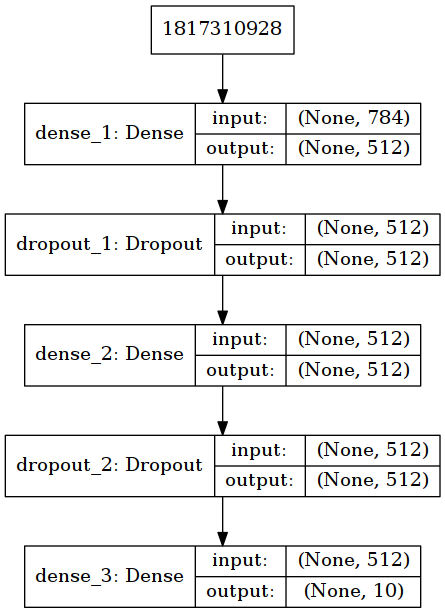 1817310928
dense_1: Dense
input:
(None, 784)
output:
(None, 512)
dropout_1: Dropout
input:
(None, 512)
output:
(None, 512)
dense_2: Dense
input:
(None, 512)
output:
(None, 512)
dropout_2: Dropout
input:
(None, 512)
output:
(None, 512)
dense_3: Dense
input:
(None, 512)
output:
(None, 10)